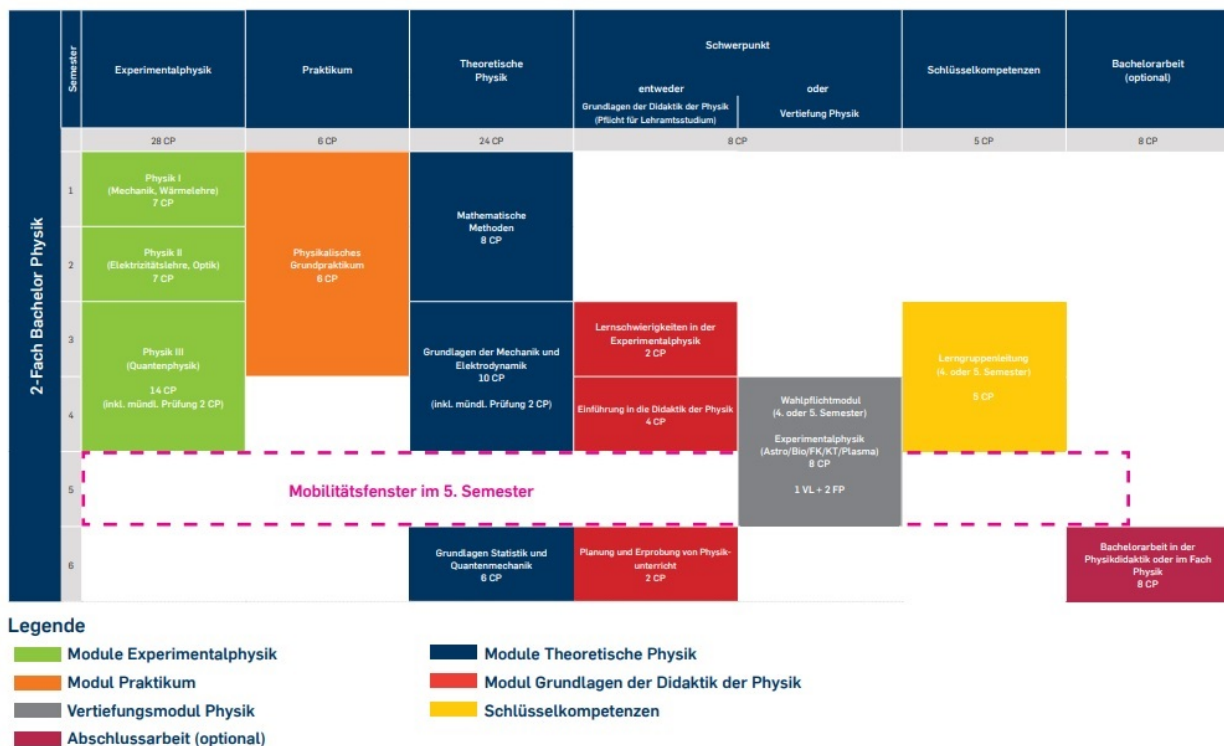 2-Fach Bachelor Physik
Semester
Experimentalphysik
Praktikum
Theoretische
Physik
Schwerpunkt
entweder
oder
Grundlagen der Didaktik der Physik
(Pflicht für Lehramtsstudium)
Vertiefung Physik
Schlüsselkompetenzen
Bachelorarbeit
(optional)
28 CP
6 CP
24 CP
8 CP
5 CP
8 CP
1
Physik I
(Mechanik, Wärmelehre)
7 CP
2
Physik II
(Elektrizitätslehre, Optik)
7 CP
Physikalisches
Grundpraktikum
6 CP
Mathematische
Methoden
8 CP
3
4
Physik III
(Quantenphysik)
14 CP
(inkl. mündl. Prüfung 2 CP)
Grundlagen der Mechanik und
Elektrodynamik
10 CP
(inkl. mündl. Prüfung 2 CP)
Lernschwierigkeiten in der
Experimentalphysik
2 CP
Einführung in die Didaktik der Physik
4 CP
Wahlpflichtmodul
(4. oder 5. Semester)
Experimentalphysik
(Astro/Bio/FK/KT/Plasma)
8 CP
1 VL + 2 FP
Lerngruppenleitung
(4. oder 5. Semester)
5 CP
5
Mobilitätsfenster im 5. Semester
6
Grundlagen Statistik und
Quantenmechanik
6 CP
Planung und Erprobung von Physik-
unterricht
2 CP
Bachelorarbeit in der
Physikdidaktik oder im Fach
Physik
8 CP
Legende
Module Experimentalphysik
Modul Praktikum
Vertiefungsmodul Physik
Abschlussarbeit (optional)
Module Theoretische Physik
Modul Grundlagen der Didaktik der Physik
Schlüsselkompetenzen